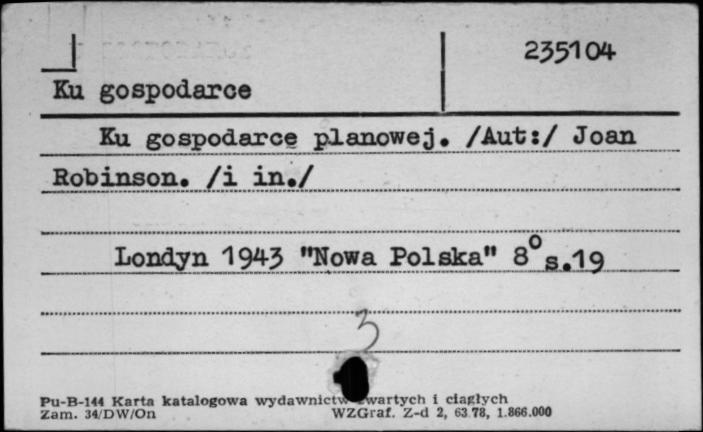 235104
Ku gospodarce
Ku gospodarce planowej. /Aut:/ Joan
Robinson. /i in./
Londyn 1943 "Nowa Polska" 8° s.19
3
Pu-B-144 Karta katalogowa wydawnictw zwartych i ciągłych
Zam. 34/DW/On WZGraf. Z-d 2, 63.78, 1.866.000